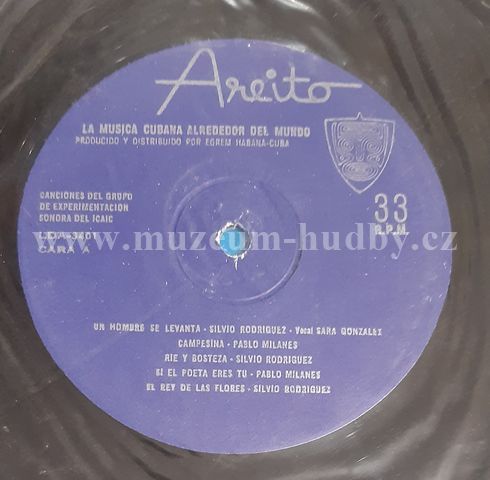 Areito
LA MUSICA CUBANA ALREDEDOR DEL MUNDO
PRODUCIDO Y DISTRIBUIDO POR EGREM HABANA-CUBA
CANCIONES DEL GRUPO
DE EXPERIMENTACION
SONORA DEL ICAIC
LDA-3401
CARA A
33
R.P.M.
www.muzeum-hudby.cz
UN HOMBRE SE LEVANTA - SILVIO RODRIGUEZ - Vocal SARA GONZALEZ
CAMPESINA - PABLO MILANES
RIE Y BOSTEZA - SILVIO RODRIGUEZ
SI EL POETA ERES TU - PABLO MILANES
EL REY DE LAS FLORES - SILVIO RODRIGUEZ